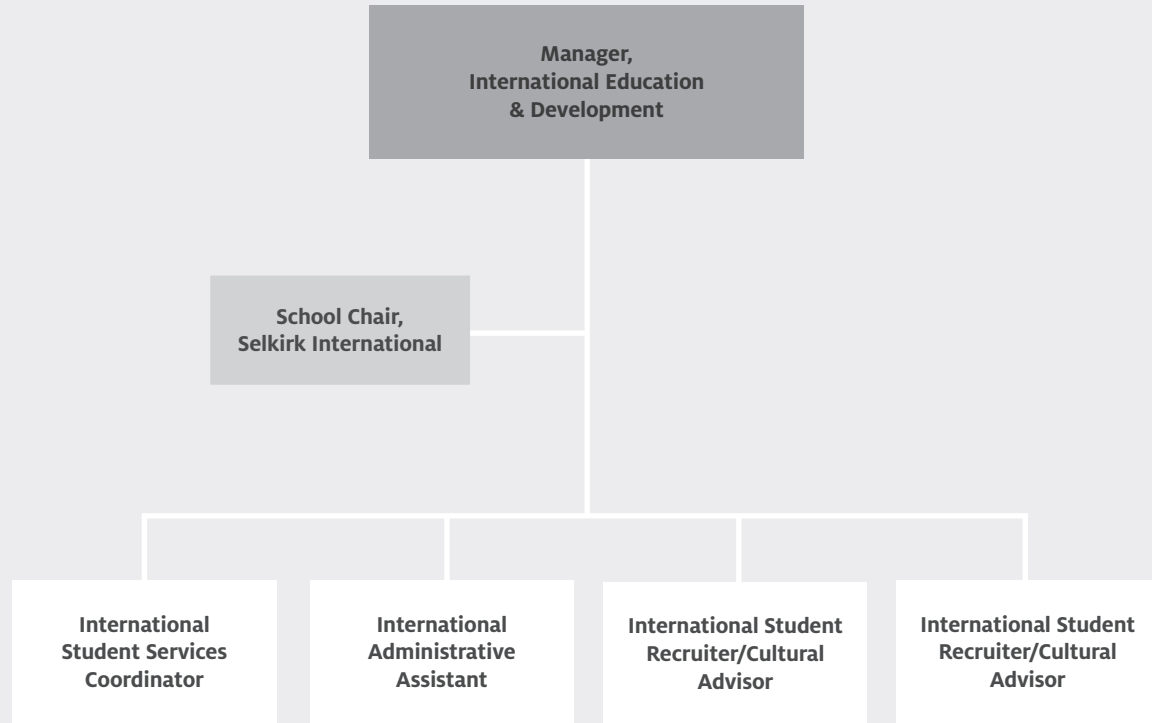 Manager,
International Education
& Development
School Chair,
Selkirk International
International
Student Services
Coordinator
International
Administrative
Assistant
International Student
Recruiter/Cultural
Advisor
International Student
Recruiter/Cultural
Advisor